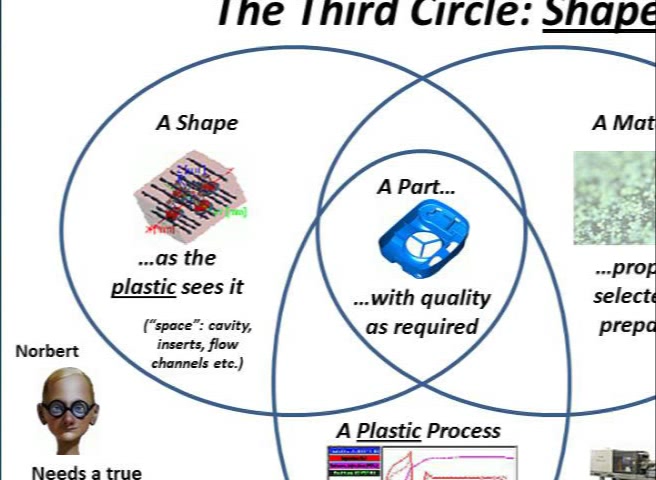 The Third Circle: Shape
A Shape
A Mat
A Part...
...as the
plastic sees it
...with quality
as required
...prop
selecte
prepa
("space": cavity,
inserts, flow
channels etc.)
Norbert
A Plastic Process
Needs a true